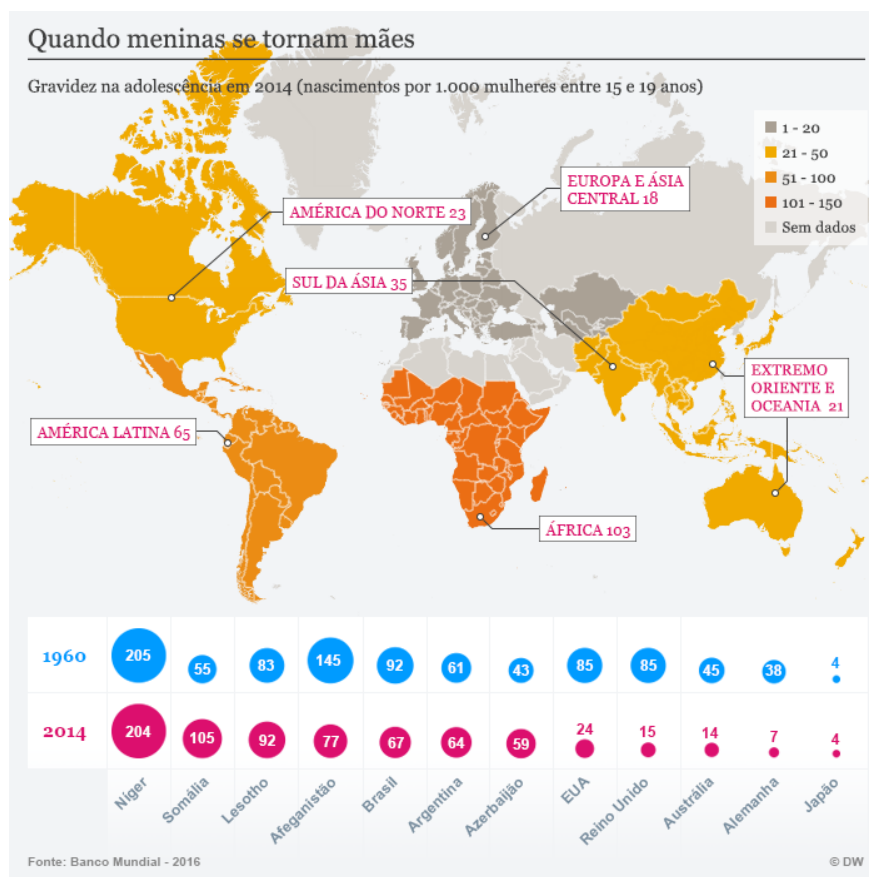 Quando meninas se tornam mães
Gravidez na adolescência em 2014 (nascimentos por 1.000 mulheres entre 15 e 19 anos)
1 - 20
21 - 50
51 - 100
101 - 150
Sem dados
EUROPA E ÁSIA
CENTRAL 18
AMÉRICA DO NORTE 23
SUL DA ÁSIA 35
EXTREMO
ORIENTE E
OCEANIA 21
AMÉRICA LATINA 65
ÁFRICA 103
1960 205 55 83 145 92 61 43 85 85 45 38 4
2014 204 105 92 77 67 64 59 24 15 14 7 4
Níger Somália Lesotho Afeganistão Brasil Argentina Azerbaijão EUA Reino Unido Austrália Alemanha Japão
Fonte: Banco Mundial - 2016 © DW